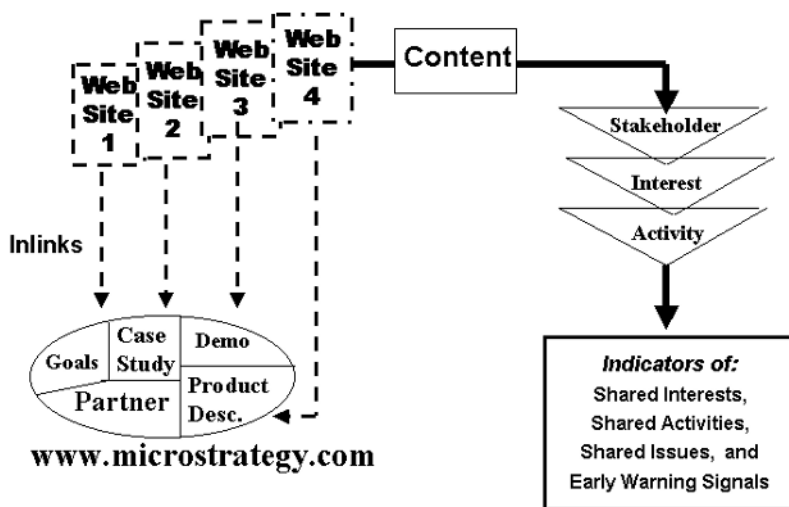 Web
Site
1
Web
Site
2
Web
Site
3
Web
Site
4
Content
Stakeholder
Interest
Activity
Inlinks
Goals
Case
Study
Demo
Partner
Product
Desc.
www.microstrategy.com
Indicators of:
Shared Interests,
Shared Activities,
Shared Issues, and
Early Warning Signals